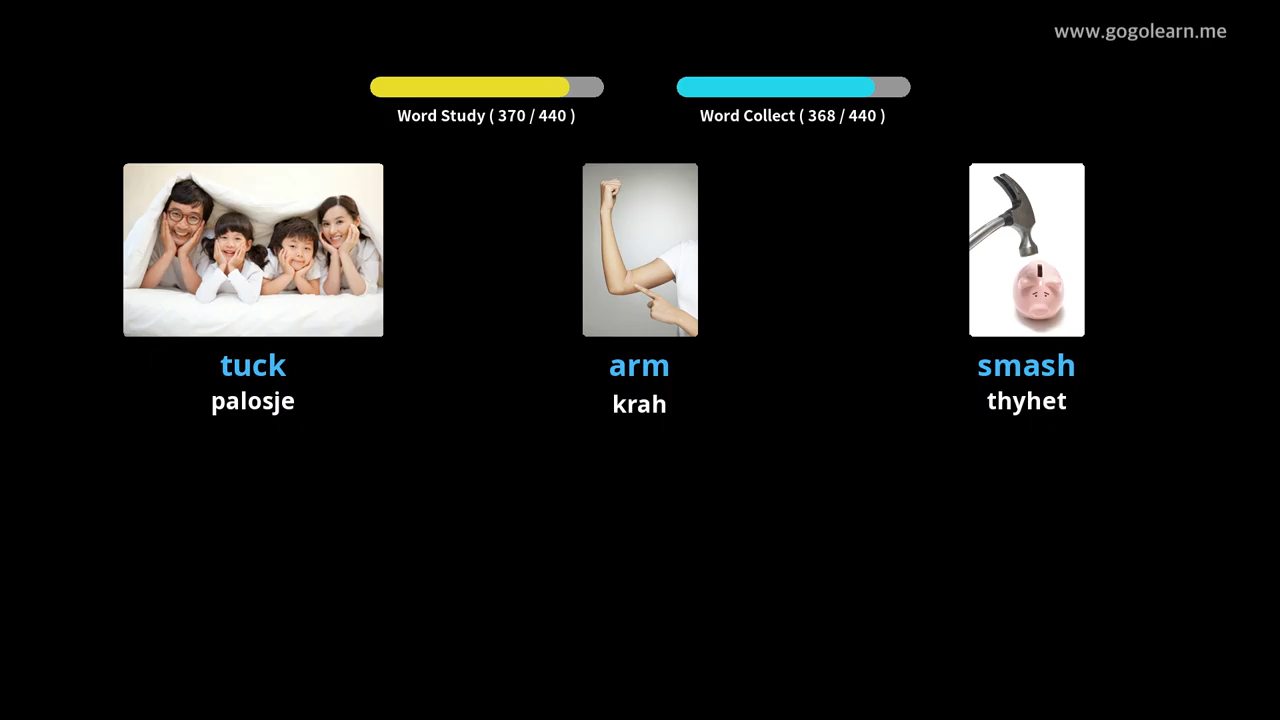 www.gogolearn.me
Word Study ( 370 / 440 )
Word Collect ( 368 / 440 )
tuck
palosje
arm
krah
smash
thyhet